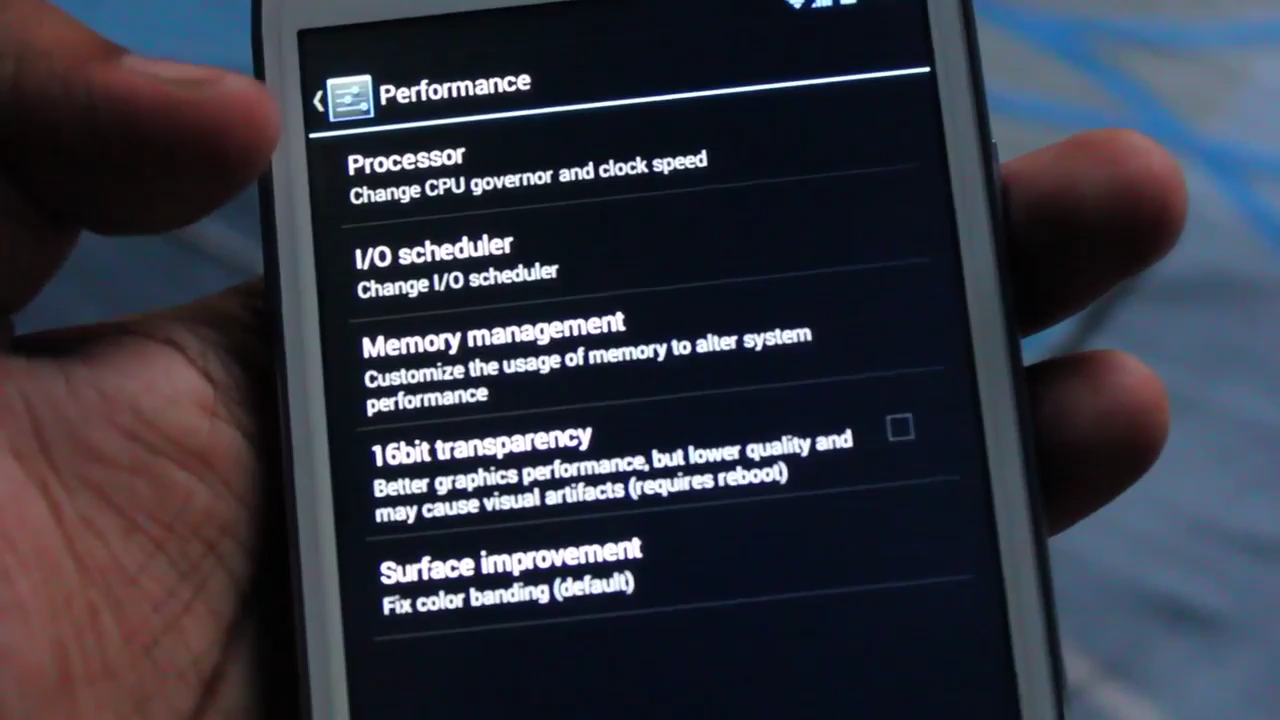 Performance
Processor
Change CPU governor and clock speed
I/O scheduler
Change I/O scheduler
Memory management
Customize the usage of memory to alter system
performance
16bit transparency
Better graphics performance, but lower quality and
may cause visual artifacts (requires reboot)
Surface improvement
Fix color banding (default)